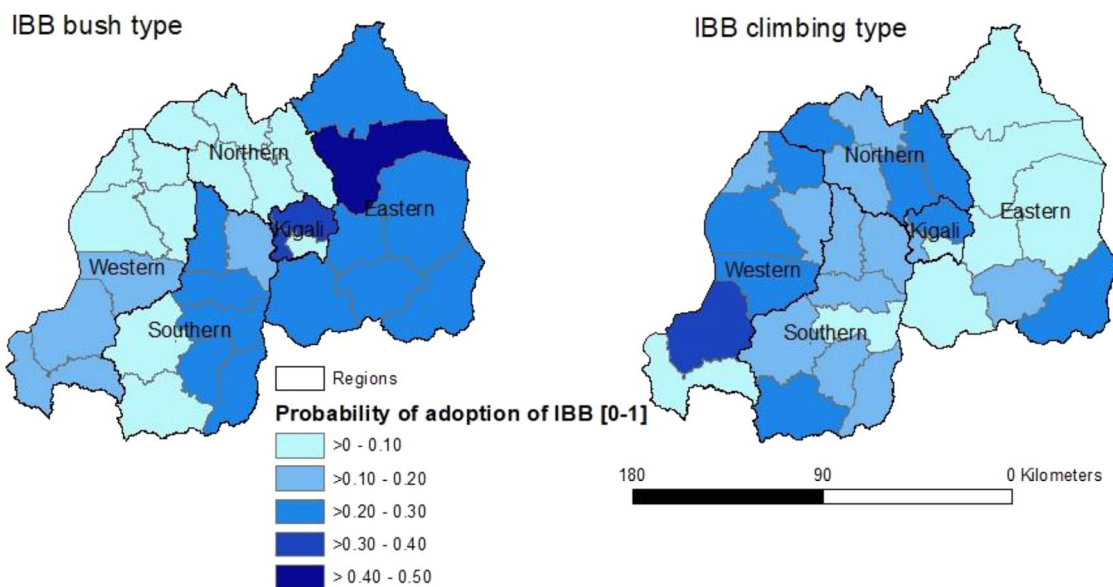 IBB bush type
IBB climbing type
Northern
Kigali
Eastern
Western
Southern
Northern
Kigali
Eastern
Western
Southern
Regions
Probability of adoption of IBB [0-1]
>0 - 0.10
>0.10 - 0.20
>0.20 - 0.30
>0.30 - 0.40
> 0.40 - 0.50
180 90 0 Kilometers